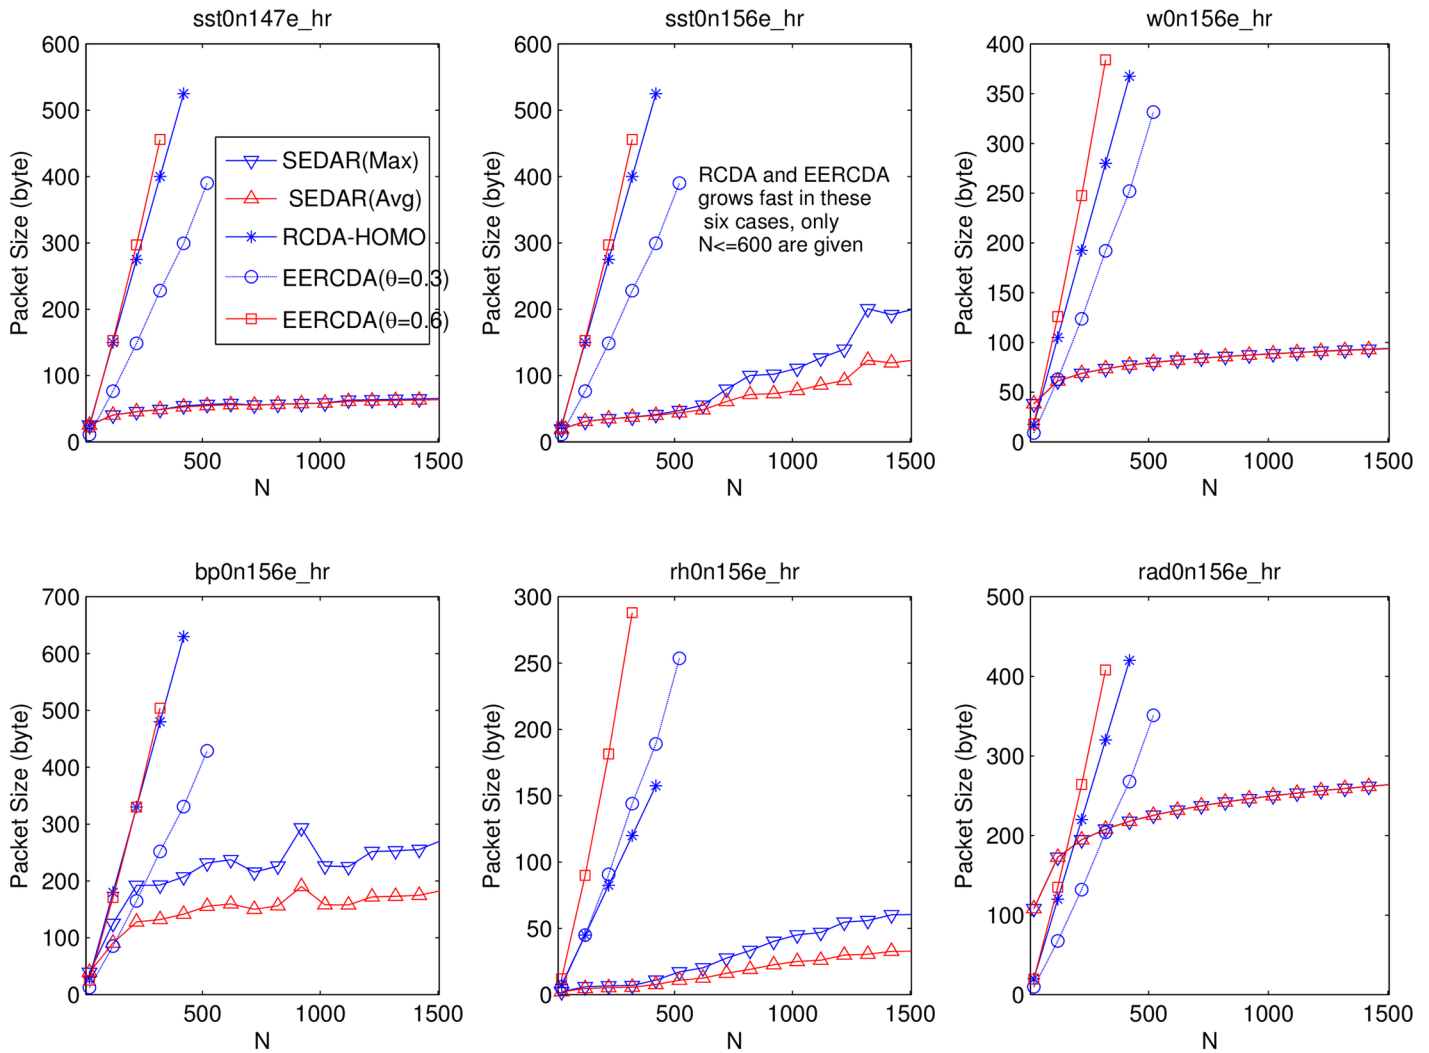 sst0n147e_hr
600
500
400
300
200
100
0
500
1000
1500
Packet Size (byte)
N
SEDAR(Max)
SEDAR(Avg)
RCDA-HOMO
EERCDA(θ=0.3)
EERCDA(θ=0.6)
sst0n156e_hr
600
500
400
300
200
100
0
500
1000
1500
Packet Size (byte)
N
RCDA and EERCDA
grows fast in these
six cases, only
N<=600 are given
w0n156e_hr
400
350
300
250
200
150
100
50
0
500
1000
1500
Packet Size (byte)
N
bp0n156e_hr
700
600
500
400
300
200
100
0
500
1000
1500
Packet Size (byte)
N
rh0n156e_hr
300
250
200
150
100
50
0
500
1000
1500
Packet Size (byte)
N
rad0n156e_hr
500
400
300
200
100
0
500
1000
1500
Packet Size (byte)
N